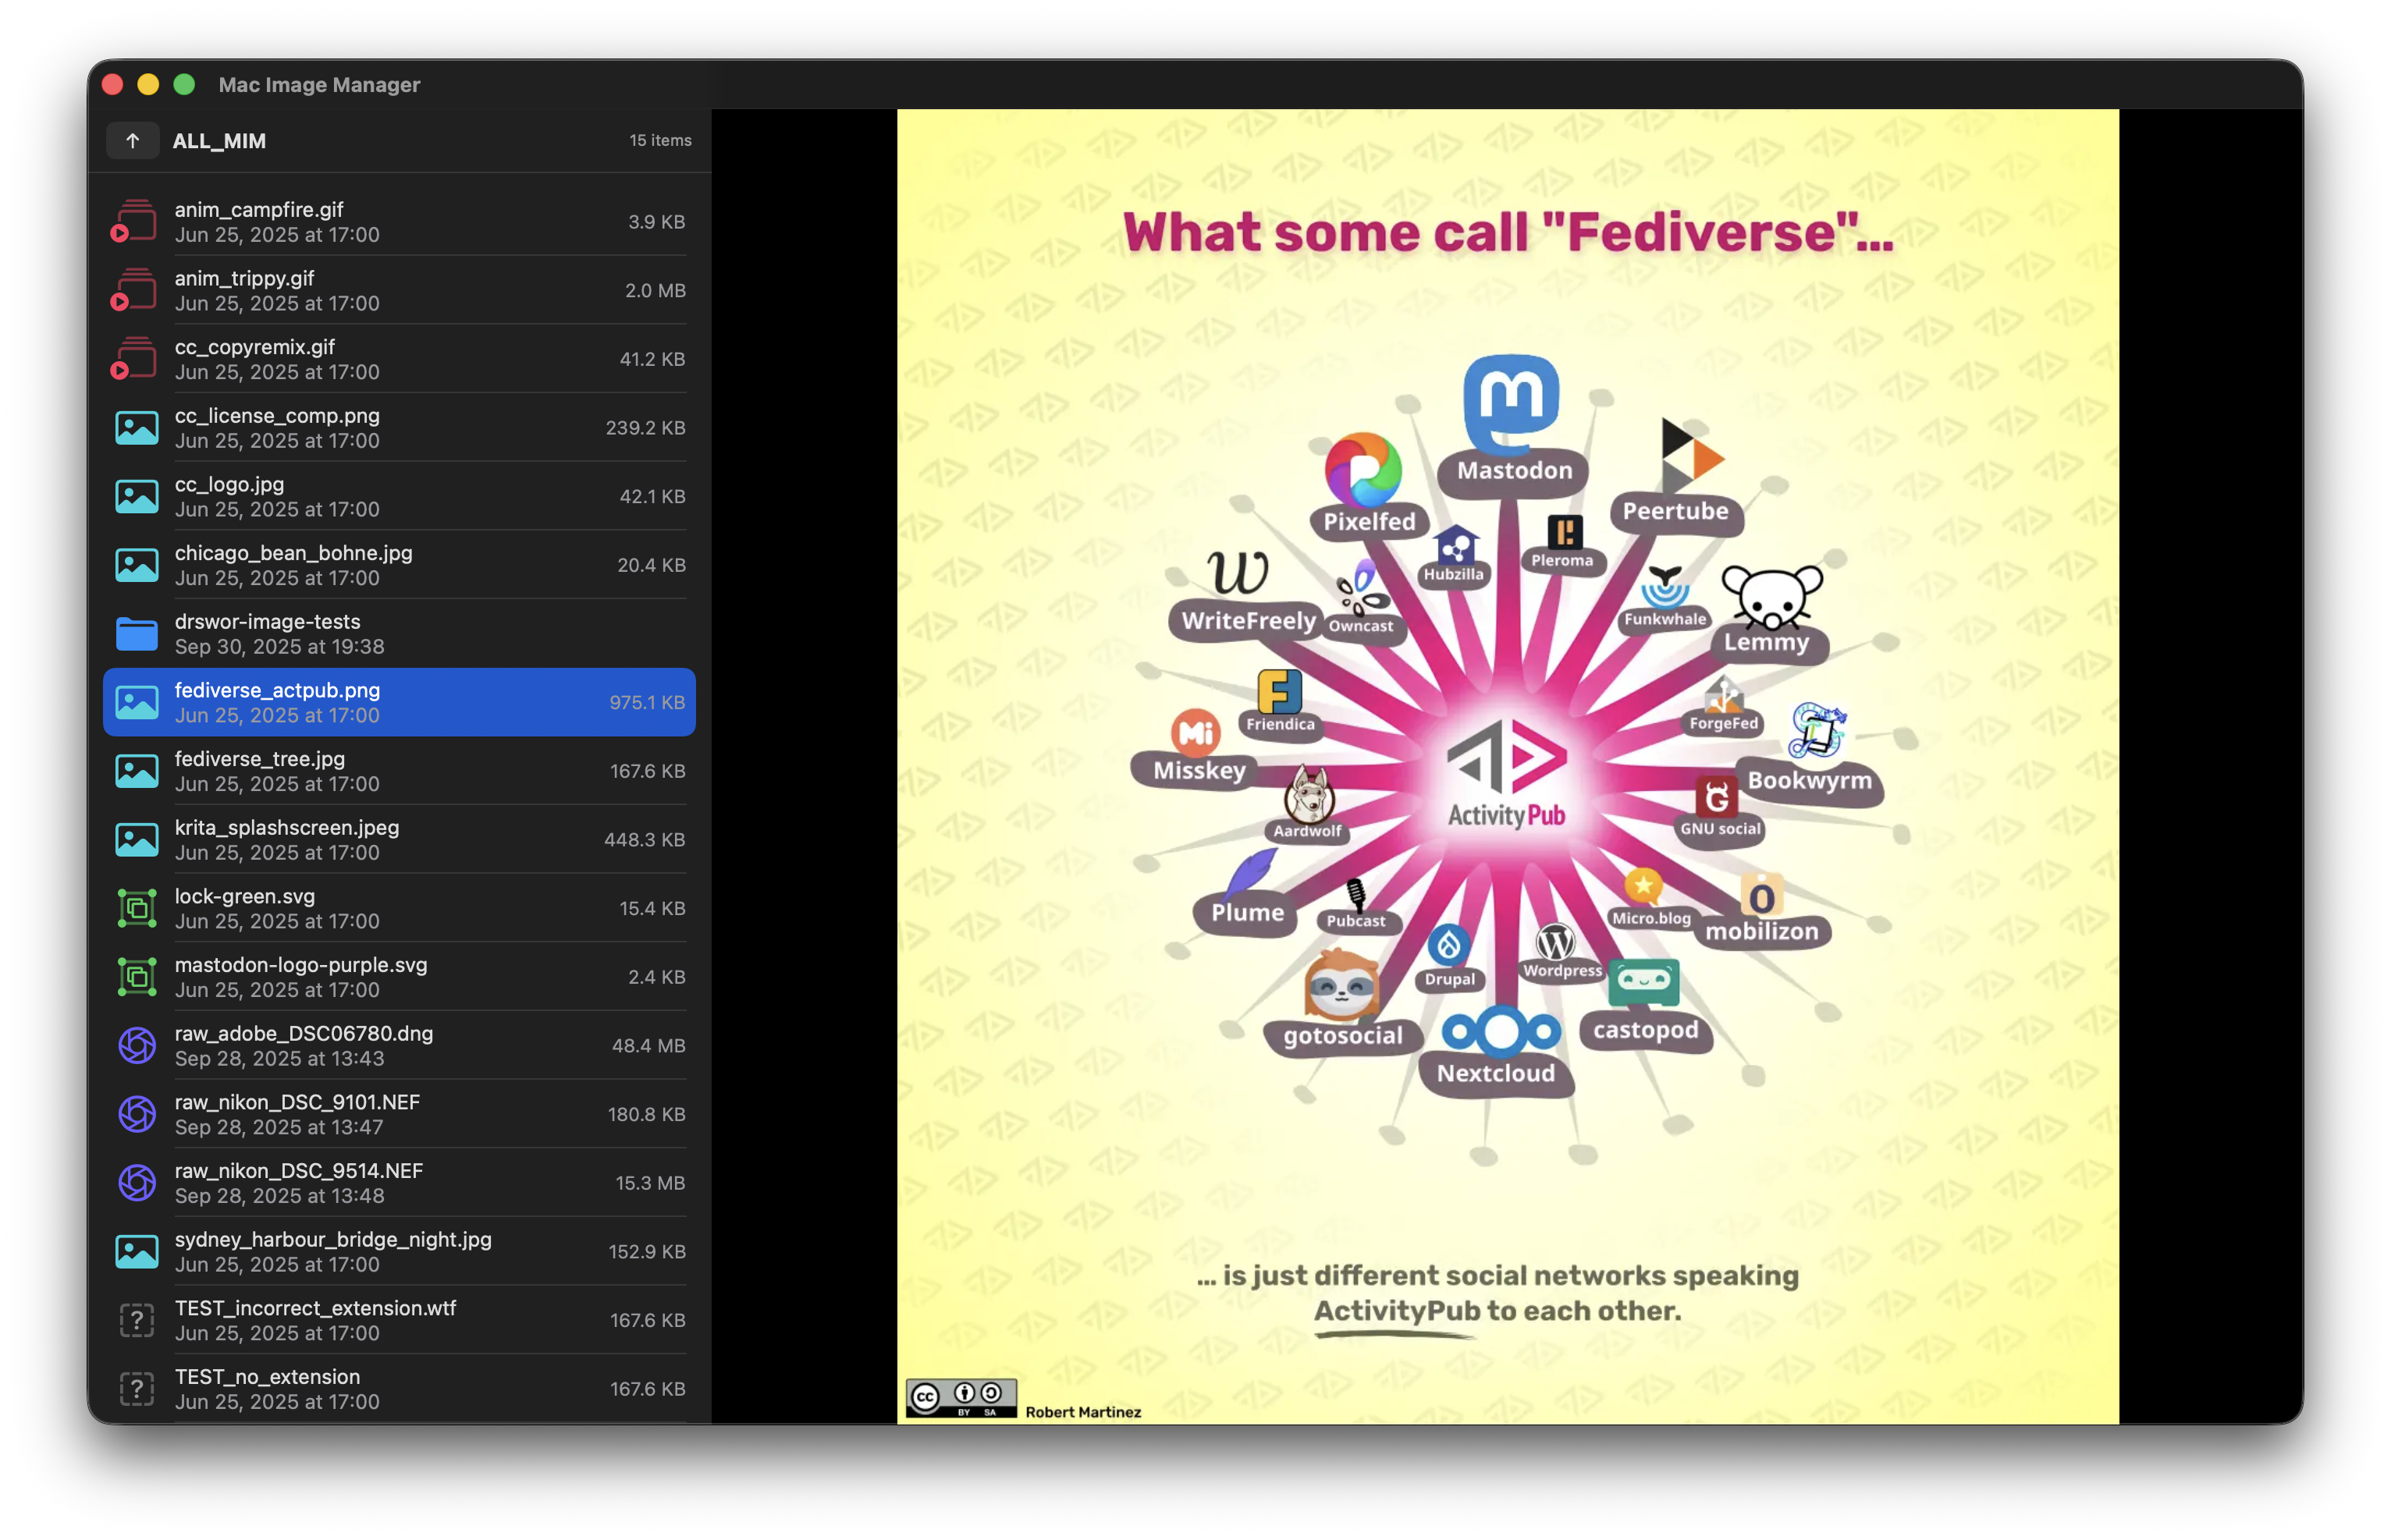 Mac Image Manager
ALL_MIM
15 items
anim_campfire.gif
Jun 25, 2025 at 17:00
3.9 KB
anim_trippy.gif
Jun 25, 2025 at 17:00
2.0 MB
cc_copyremix.gif
Jun 25, 2025 at 17:00
41.2 KB
cc_license_comp.png
Jun 25, 2025 at 17:00
239.2 KB
cc_logo.jpg
Jun 25, 2025 at 17:00
42.1 KB
chicago_bean_bohne.jpg
Jun 25, 2025 at 17:00
20.4 KB
drswor-image-tests
Sep 30, 2025 at 19:38
fediverse_actpub.png
Jun 25, 2025 at 17:00
975.1 KB
fediverse_tree.jpg
Jun 25, 2025 at 17:00
167.6 KB
krita_splashscreen.jpeg
Jun 25, 2025 at 17:00
448.3 KB
lock-green.svg
Jun 25, 2025 at 17:00
15.4 KB
mastodon-logo-purple.svg
Jun 25, 2025 at 17:00
2.4 KB
raw_adobe_DSC06780.dng
Sep 28, 2025 at 13:43
48.4 MB
raw_nikon_DSC_9101.NEF
Sep 28, 2025 at 13:47
180.8 KB
raw_nikon_DSC_9514.NEF
Sep 28, 2025 at 13:48
15.3 MB
sydney_harbour_bridge_night.jpg
Jun 25, 2025 at 17:00
152.9 KB
TEST_incorrect_extension.wtf
Jun 25, 2025 at 17:00
167.6 KB
TEST_no_extension
Jun 25, 2025 at 17:00
167.6 KB
What some call "Fediverse"...
Mastodon
Pixelfed
Peertube
Hubzilla
Pleroma
WriteFreely
Owncast
Funkwhale
Lemmy
Friendica
ForgeFed
Misskey
Bookwyrm
Aardwolf
ActivityPub
GNU social
Plume
Pubcast
Micro.blog
mobilizon
Drupal
Wordpress
gotosocial
castopod
Nextcloud
... is just different social networks speaking
ActivityPub to each other.
cc
BY SA
Robert Martinez